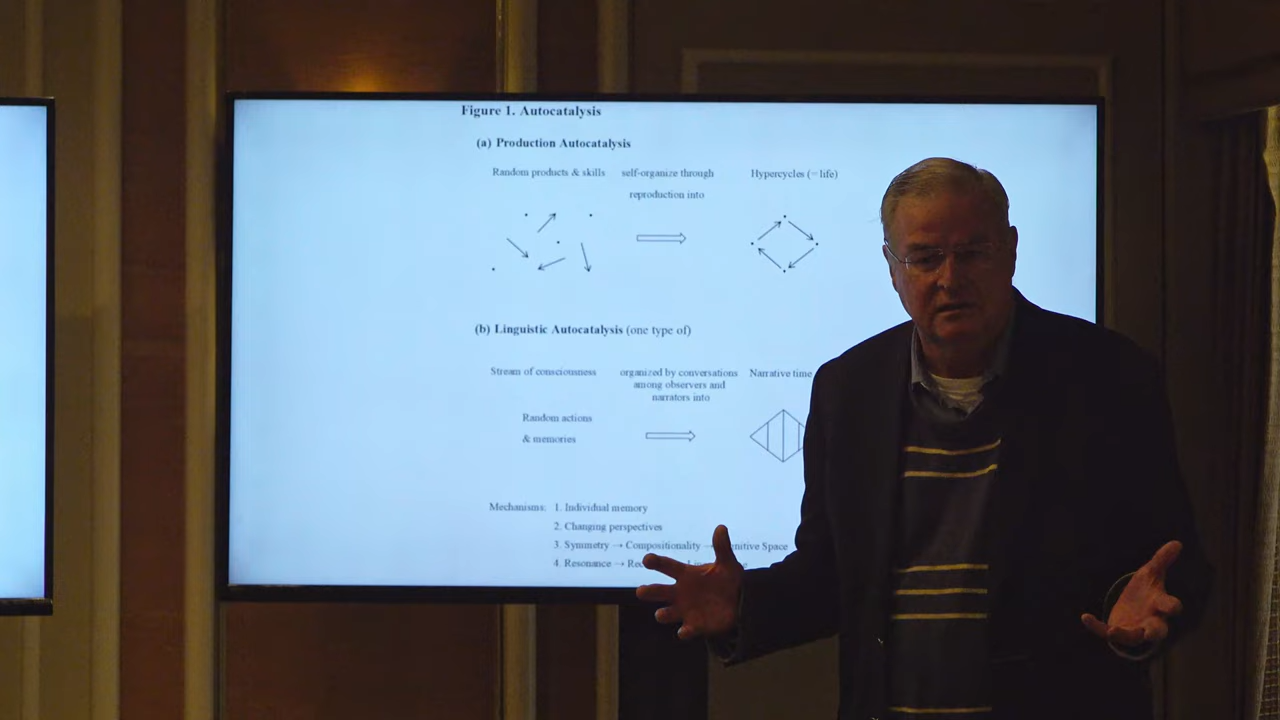 Figure 1. Autocatalysis
(a) Production Autocatalysis
Random products & skills self-organize through Hypercycles (= life)
reproduction into
(b) Linguistic Autocatalysis (one type of)
Stream of consciousness organized by conversations Narrative time
among observers and
narrators into
Random actions
& memories
Mechanisms: 1. Individual memory
2. Changing perspectives
3. Symmetry → Compositionality → Space
4. Resonance →